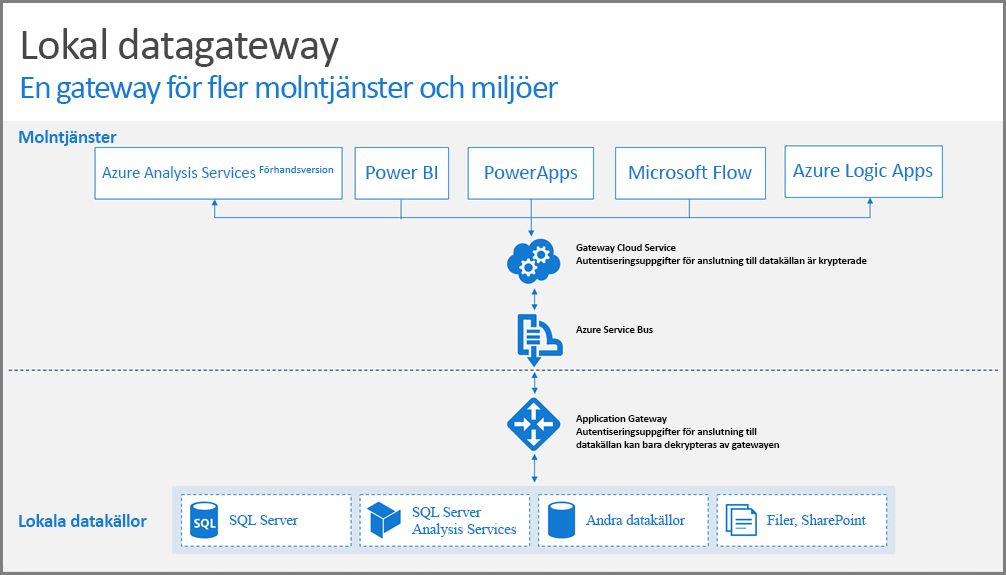 Lokal datagateway
En gateway för fler molntjänster och miljöer
Molntjänster
Azure Analysis Services Förhandsversion
Power BI
PowerApps
Microsoft Flow
Azure Logic Apps
Gateway Cloud Service
Autentiseringsuppgifter för anslutning till datakällan är krypterade
Azure Service Bus
Application Gateway
Autentiseringsuppgifter för anslutning till
datakällan kan bara dekrypteras av gatewayen
Lokala datakällor
SQL
SQL Server
SQL Server
Analysis Services
Andra datakällor
Filer, SharePoint